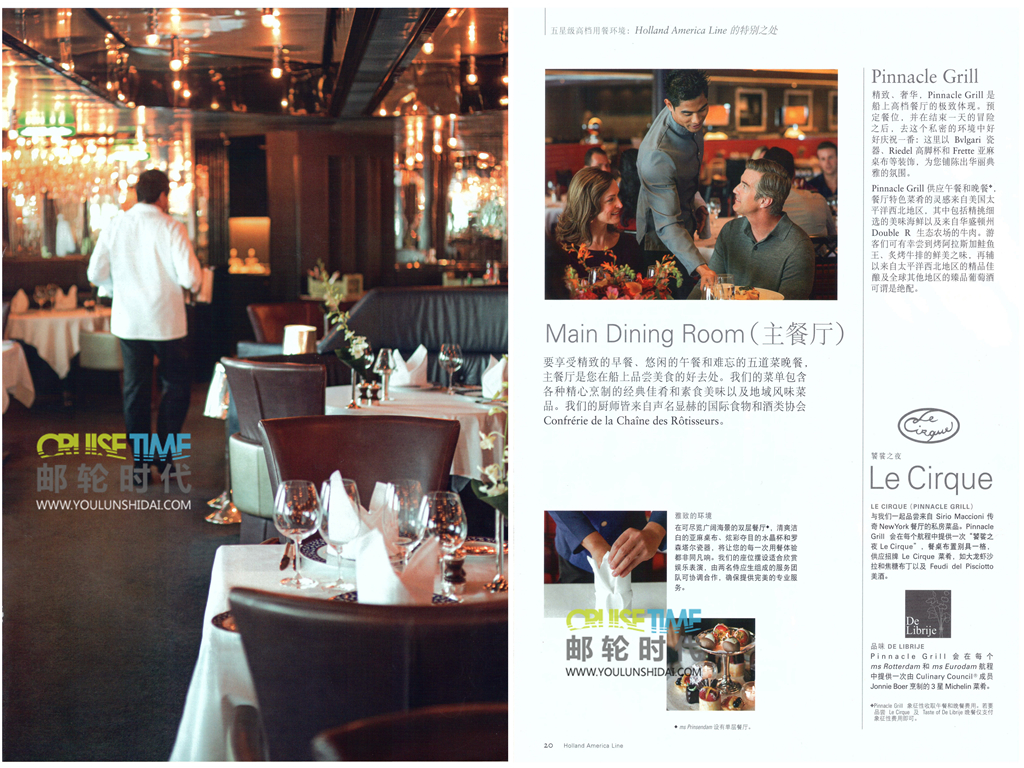 五星级高档用餐环境: Holland America Line 的特别之处
Main Dining Room(主餐厅)
要享受精致的早餐、悠闲的午餐和难忘的五道菜晚餐,
主餐厅是您在船上品尝美食的好去处。我们的菜单包含
各种精心烹制的经典佳肴和素食美味以及地域风味菜
品。我们的厨师皆来自声名显赫的国际食物和酒类协会
Confrérie de la Chaîne des Rôtisseurs。
雅致的环境
在可尽览广阔海景的双层餐厅◆,清爽洁
白的亚麻桌布、炫彩夺目的水晶杯和罗
森塔尔瓷器,将让您的每一次用餐体验
都非同凡响。我们的座位摆设适合欣赏
娱乐表演,由两名侍应生组成的服务团
队可协调合作,确保提供完美的专业服
务。
◆ ms Prinsendam 设有单层餐厅。
Pinnacle Grill
精致、奢华,Pinnacle Grill 是
船上高档餐厅的极致体现。预
定餐位,并在结束一天的冒险
之后,去这个私密的环境中好
好庆祝一番:这里以 Bvlgari 瓷
器、Riedel 高脚杯和 Frette 亚麻
桌布等装饰,为您铺陈出华丽典
雅的氛围。
Pinnacle Grill 供应午餐和晚餐◆,
餐厅特色菜肴的灵感来自美国太
平洋西北地区,其中包括精挑细
选的美味海鲜以及来自华盛顿州
Double R 生态农场的牛肉。游
客们可有幸尝到烤阿拉斯加鲑鱼
王、炙烤牛排的鲜美之味,再辅
以来自太平洋西北地区的精品佳
酿及全球其他地区的臻品葡萄酒
可谓是绝配。
Le Cirque
饕餮之夜
Le Cirque
LE CIRQUE (PINNACLE GRILL)
与我们一起品尝来自 Sirio Maccioni 传
奇 NewYork 餐厅的私房菜品。Pinnacle
Grill 会在每个航程中提供一次“饕餮之
夜 Le Cirque”,餐桌布置别具一格,
供应招牌 Le Cirque 菜肴,如大龙虾沙
拉和焦糖布丁以及 Feudi del Pisciotto
美酒。
De
Librije
品味 DE LIBRIJE
Pinnacle Grill 会在每个
ms Rotterdam 和 ms Eurodam 航程
中提供一次由 Culinary Council® 成员
Jonnie Boer 烹制的 3 星 Michelin 菜肴。
◆Pinnacle Grill 象征性收取午餐和晚餐费用;若要
品尝 Le Cirque 及 Taste of De Librije 晚餐仅支付
象征性费用即可。
20 Holland America Line
CRUISE TIME
邮轮时代
WWW.YOULUNSHIDAI.COM
CRUISE TIME
邮轮时代
WWW.YOULUNSHIDAI.COM